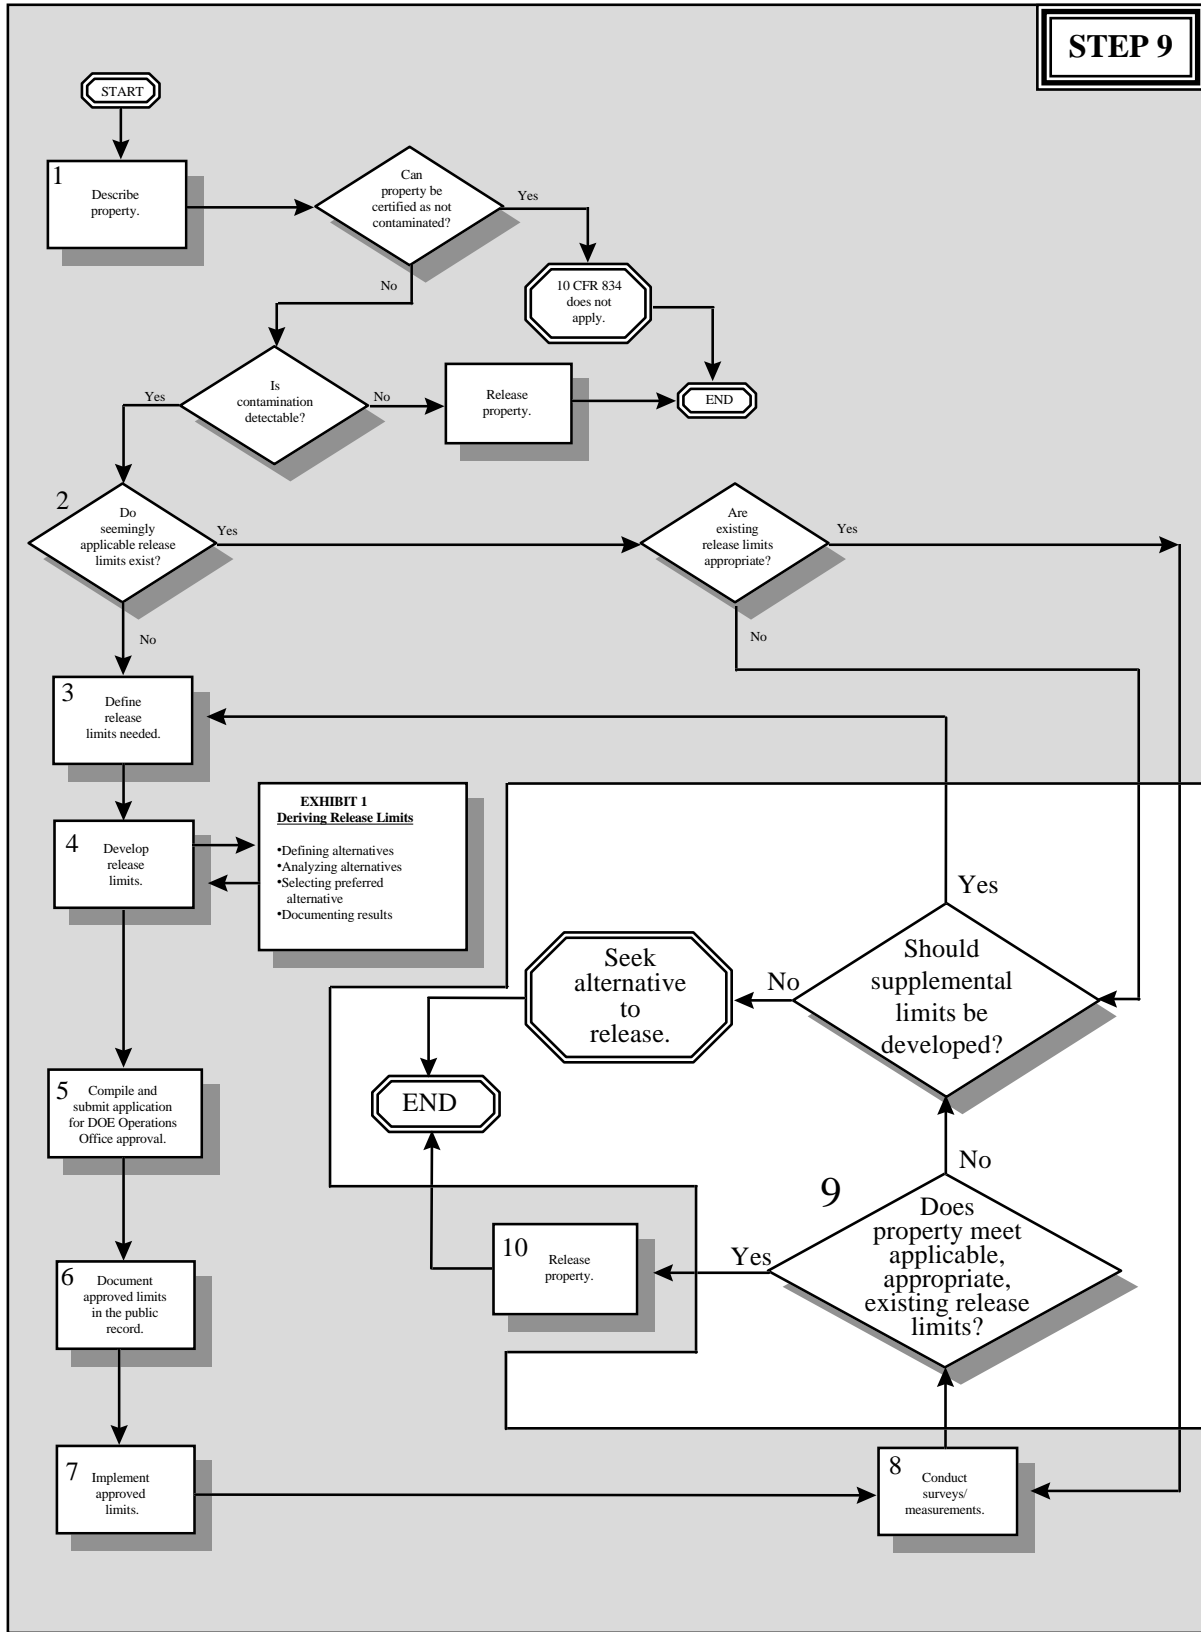 STEP 9
START
1
Describe
property.
Can
property be
certified as not
contaminated?
Yes
No
10 CFR 834
does not
apply.
Is
contamination
detectable?
Yes
No
Release
property.
END
2
Do
seemingly
applicable release
limits exist?
Yes
No
Are
existing
release limits
appropriate?
Yes
No
3
Define
release
limits needed.
4
Develop
release
limits.
EXHIBIT 1
Deriving Release Limits
•Defining alternatives
•Analyzing alternatives
•Selecting preferred
alternative
•Documenting results
Yes
Should
supplemental
limits be
developed?
No
Seek
alternative
to
release.
END
5
Compile and
submit application
for DOE Operations
Office approval.
No
9
Does
property meet
applicable,
appropriate,
existing release
limits?
Yes
10
Release
property.
6
Document
approved limits
in the public
record.
7
Implement
approved
limits.
8
Conduct
surveys/
measurements.